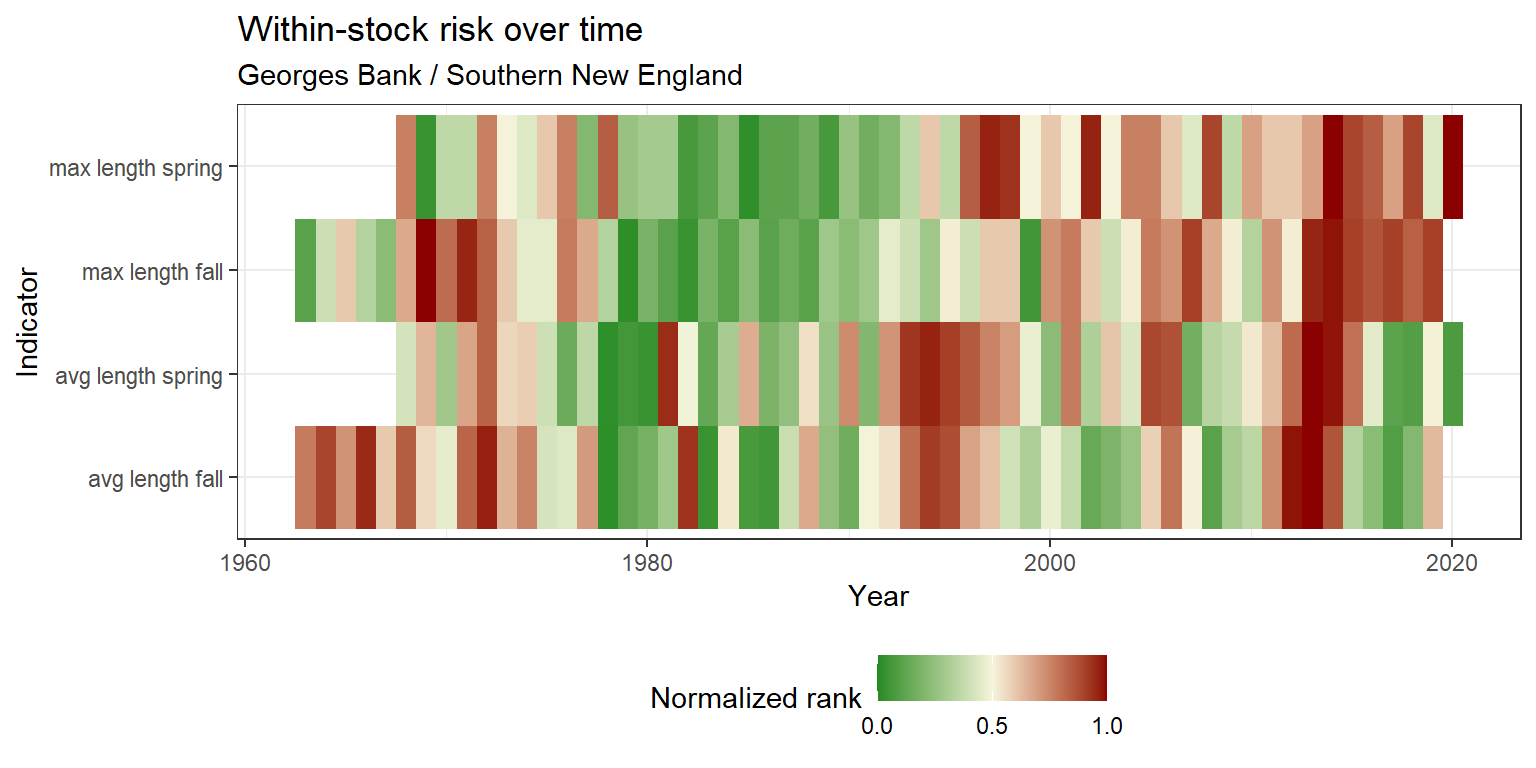 Within-stock risk over time
Georges Bank / Southern New England
Indicator
max length spring
max length fall
avg length spring
avg length fall
1960 1980 2000 2020
Year
Normalized rank
0.0 0.5 1.0